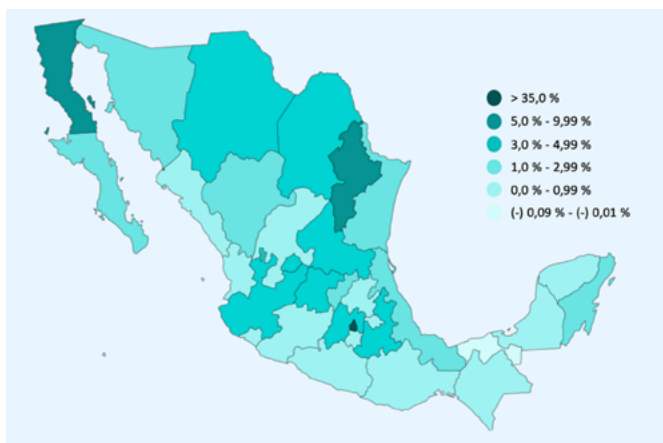 > 35,0 %
5,0 % - 9,99 %
3,0 % - 4,99 %
1,0 % - 2,99 %
0,0 % - 0,99 %
(-) 0,09 % - (-) 0,01 %